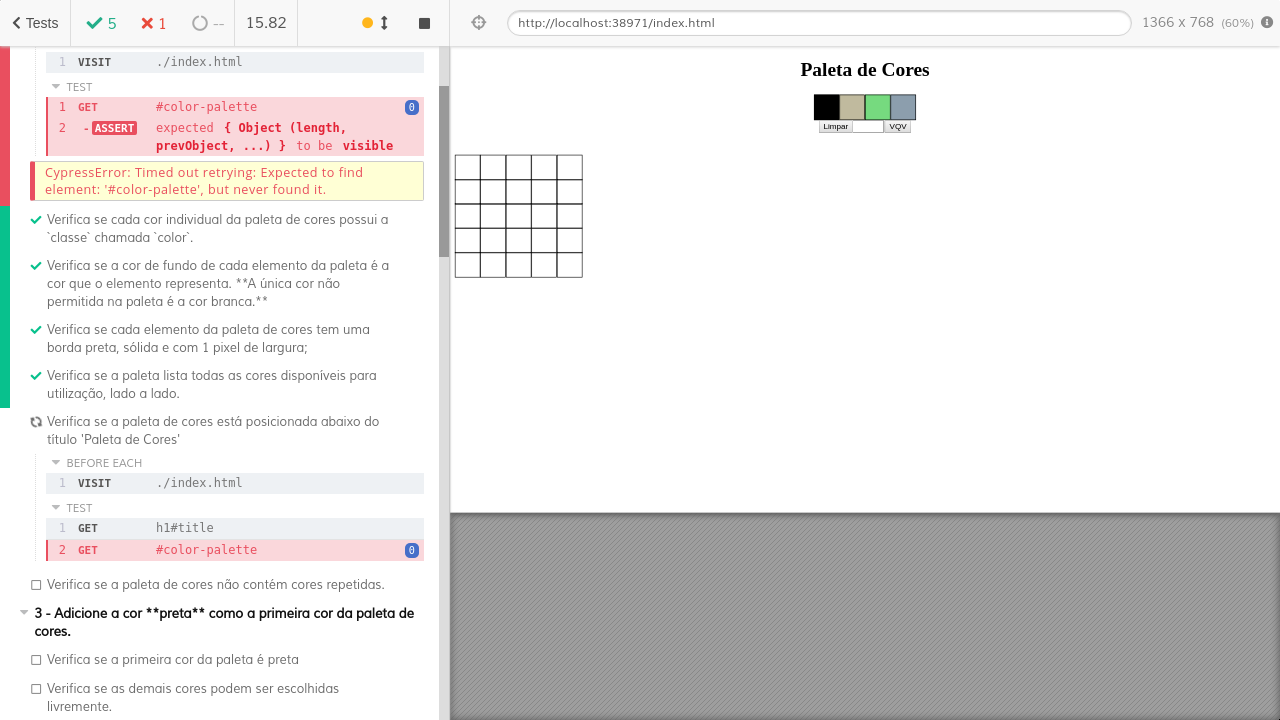 Tests 5 1 -- 15.82
http://localhost:38971/index.html 1366 x 768 (60%)
1 VISIT ./index.html
TEST
1 GET #color-palette 0
2 -ASSERT expected { Object (length,
prevObject, ...) } to be visible
CypressError: Timed out retrying: Expected to find
element: '#color-palette', but never found it.
Verifica se cada cor individual da paleta de cores possui a
`classe` chamada `color`.
Verifica se a cor de fundo de cada elemento da paleta é a
cor que o elemento representa. **A única cor não
permitida na paleta é a cor branca.**
Verifica se cada elemento da paleta de cores tem uma
borda preta, sólida e com 1 pixel de largura;
Verifica se a paleta lista todas as cores disponíveis para
utilização, lado a lado.
Verifica se a paleta de cores está posicionada abaixo do
título 'Paleta de Cores'
BEFORE EACH
1 VISIT ./index.html
TEST
1 GET h1#title
2 GET #color-palette 0
Verifica se a paleta de cores não contém cores repetidas.
3 - Adicione a cor **preta** como a primeira cor da paleta de
cores.
Verifica se a primeira cor da paleta é preta
Verifica se as demais cores podem ser escolhidas
livremente.
Paleta de Cores
Limpar VQV